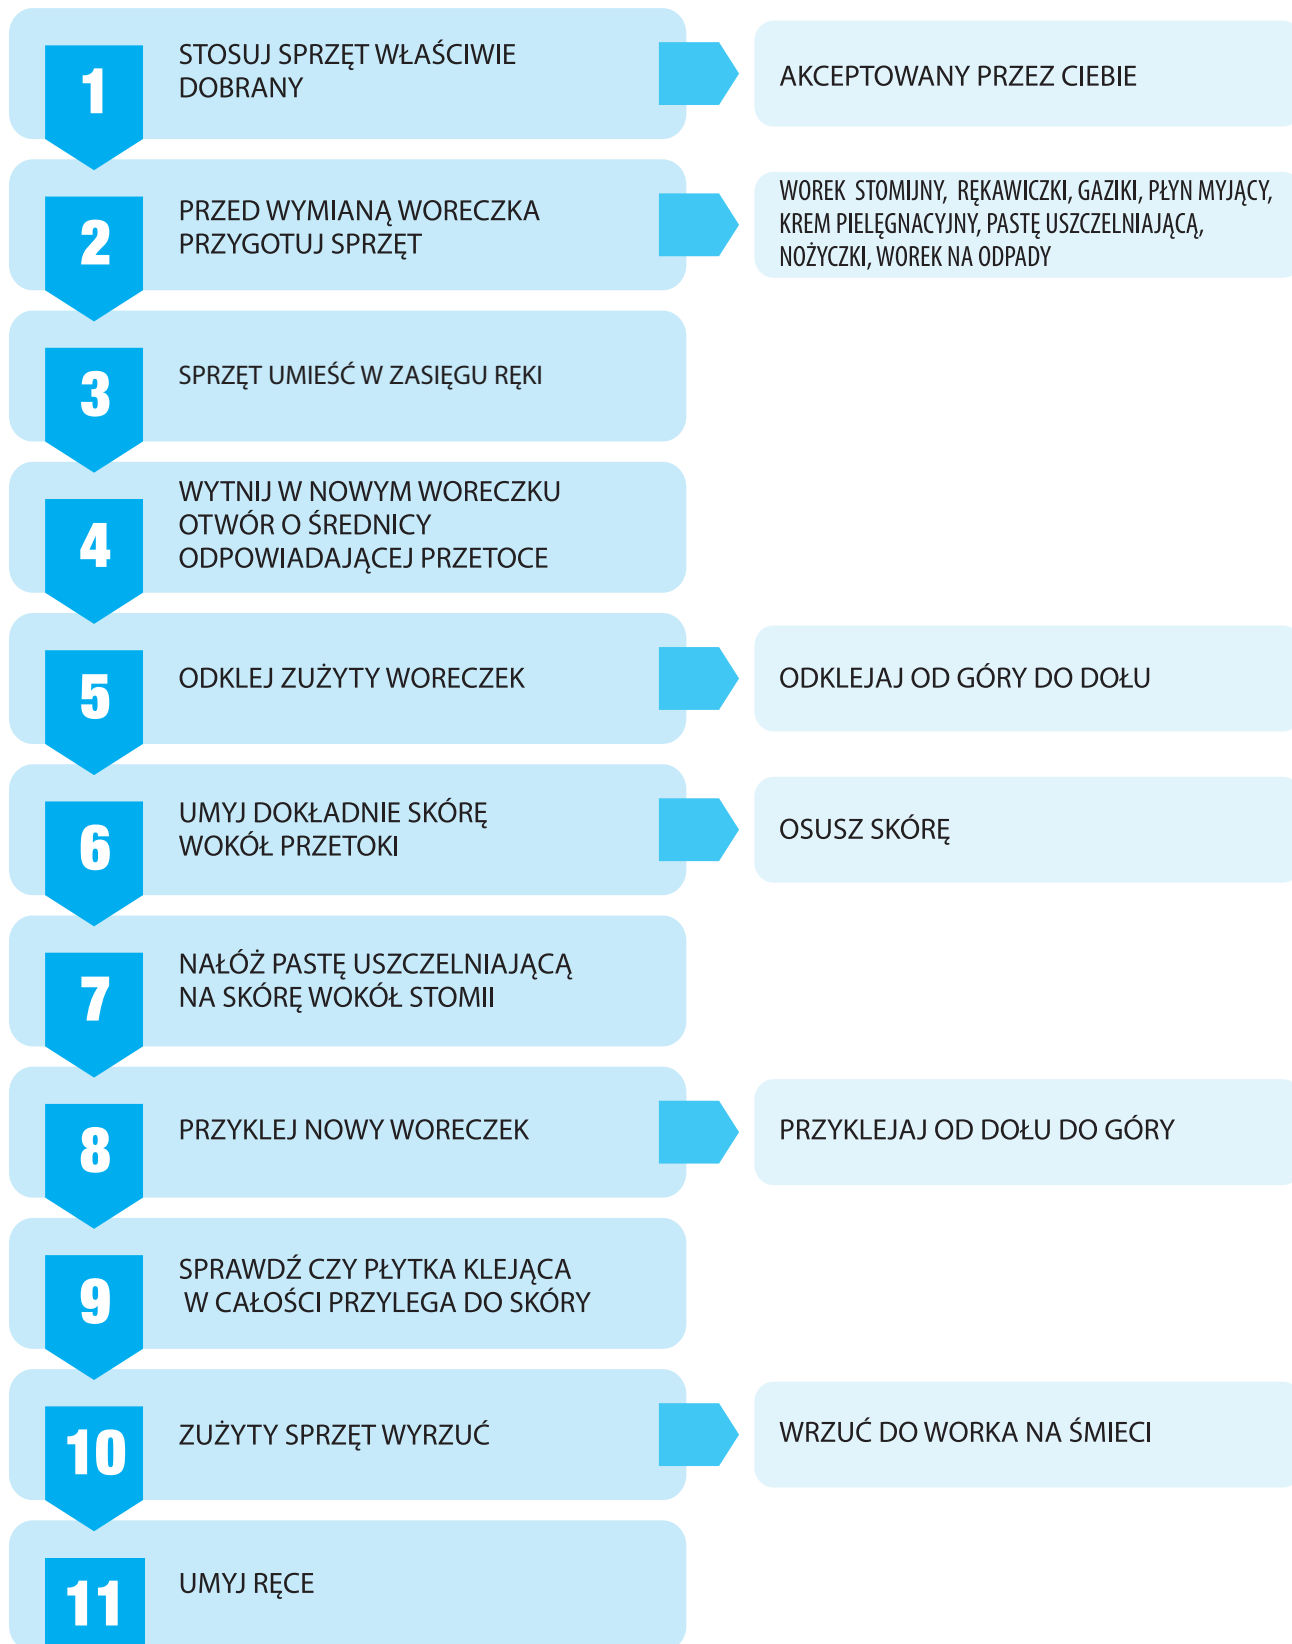 1
STOSUJ SPRZĘT WŁAŚCIWIE
DOBRANY
AKCEPTOWANY PRZEZ CIEBIE
2
PRZED WYMIANĄ WORECZKA
PRZYGOTUJ SPRZĘT
WOREK STOMIJNY, RĘKAWICZKI, GAZIKI, PŁYN MYJĄCY,
KREM PIELĘGNACYJNY, PASTĘ USZCZELNIAJĄCĄ,
NOŻYCZKI, WOREK NA ODPADY
3
SPRZĘT UMIEŚĆ W ZASIĘGU RĘKI
4
WYTNIJ W NOWYM WORECZKU
OTWÓR O ŚREDNICY
ODPOWIADAJĄCEJ PRZETOCE
5
ODKLEJ ZUŻYTY WORECZEK
ODKLEJAJ OD GÓRY DO DOŁU
6
UMYJ DOKŁADNIE SKÓRĘ
WOKÓŁ PRZETOKI
OSUSZ SKÓRĘ
7
NAŁÓŻ PASTĘ USZCZELNIAJĄCĄ
NA SKÓRĘ WOKÓŁ STOMII
8
PRZYKLEJ NOWY WORECZEK
PRZYKLEJAJ OD DOŁU DO GÓRY
9
SPRAWDŹ CZY PŁYTKA KLEJĄCA
W CAŁOŚCI PRZYLEGA DO SKÓRY
10
ZUŻYTY SPRZĘT WYRZUĆ
WRZUĆ DO WORKA NA ŚMIECI
11
UMYJ RĘCE